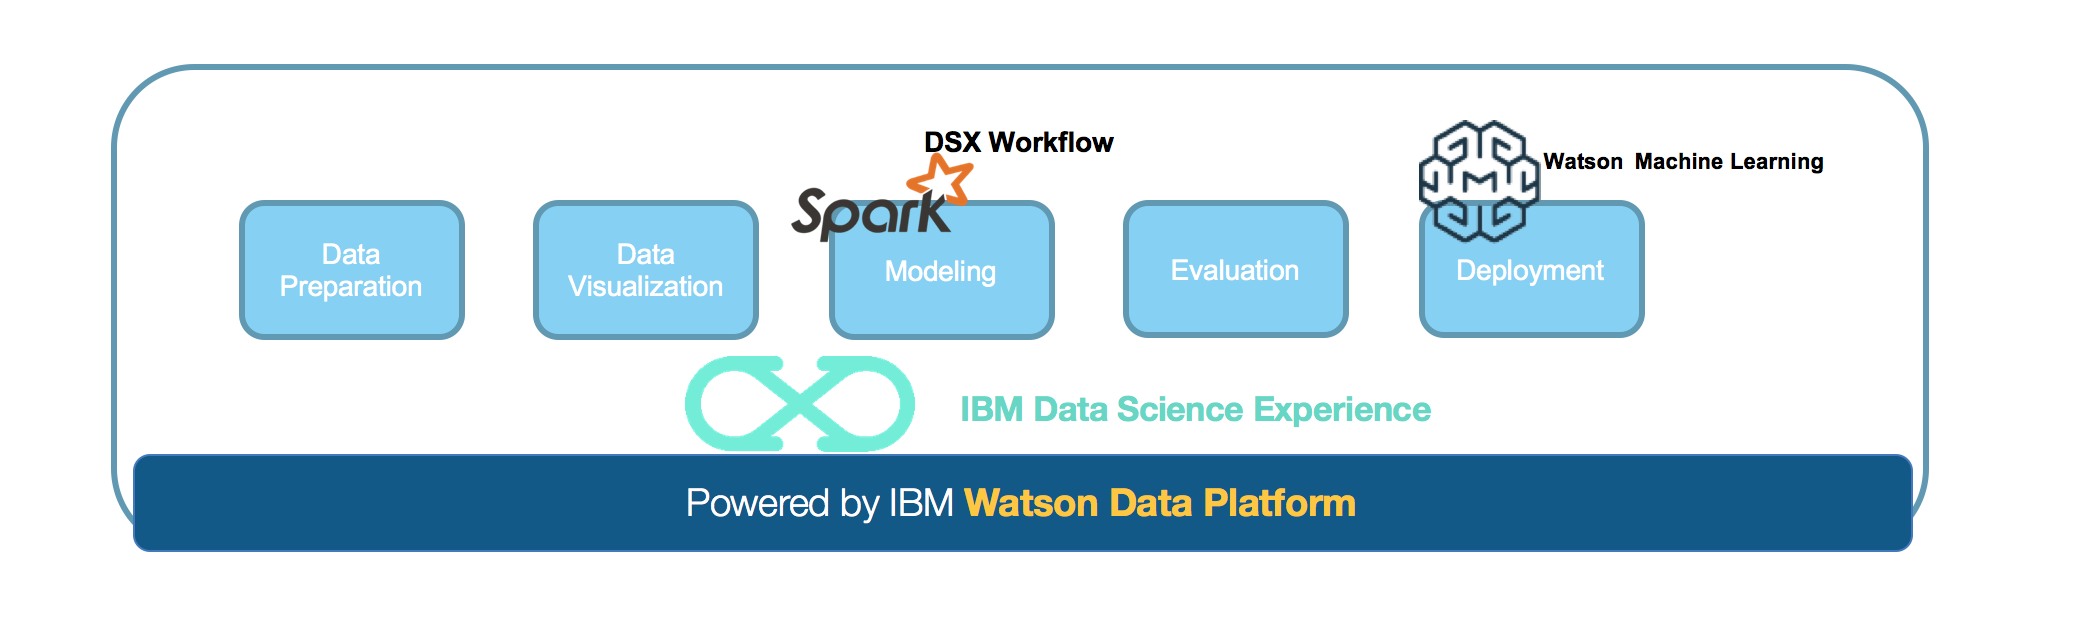 DSX Workflow
Watson Machine Learning
Spark
Data
Preparation
Data
Visualization
Modeling
Evaluation
Deployment
IBM Data Science Experience
Powered by IBM Watson Data Platform